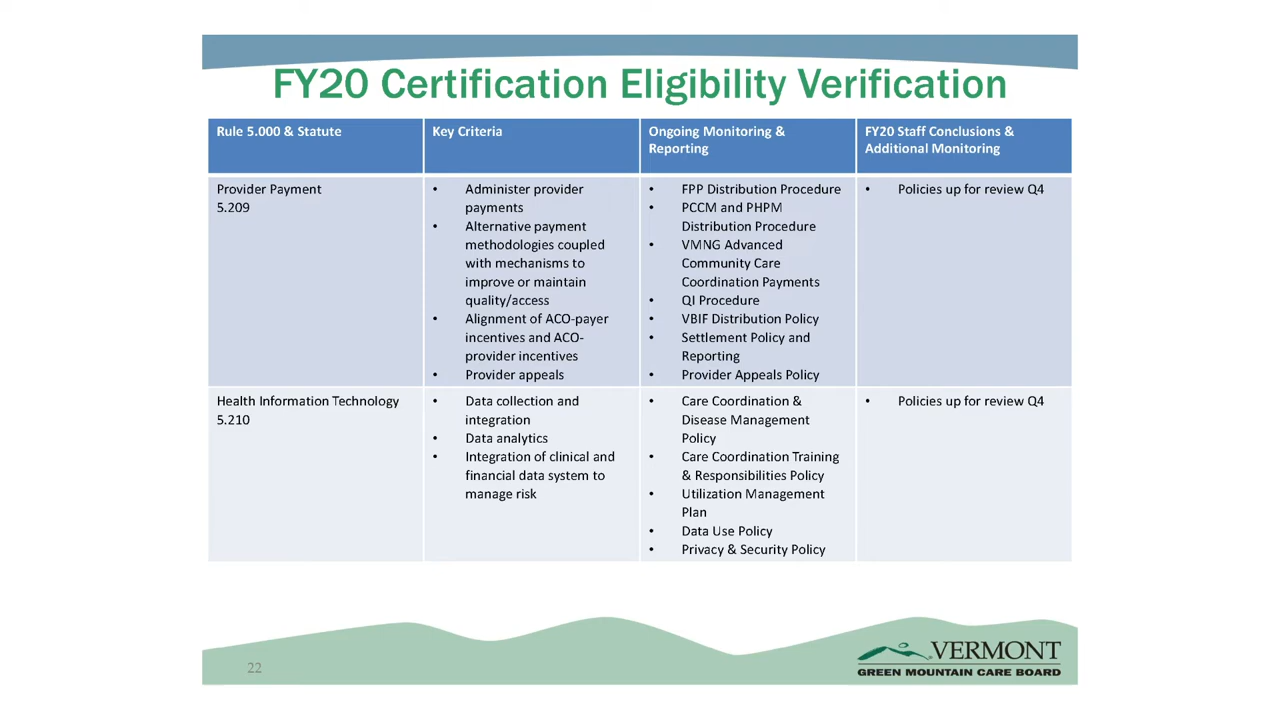 FY20 Certification Eligibility Verification
Rule 5.000 & Statute
Key Criteria
Ongoing Monitoring &
Reporting
FY20 Staff Conclusions &
Additional Monitoring
Provider Payment
5.209
• Administer provider
payments
• Alternative payment
methodologies coupled
with mechanisms to
improve or maintain
quality/access
• Alignment of ACO-payer
incentives and ACO-
provider incentives
• Provider appeals
• FPP Distribution Procedure
• PCCM and PHPM
Distribution Procedure
• VMNG Advanced
Community Care
Coordination Payments
• QI Procedure
• VBIF Distribution Policy
• Settlement Policy and
Reporting
• Provider Appeals Policy
• Policies up for review Q4
Health Information Technology
5.210
• Data collection and
integration
• Data analytics
• Integration of clinical and
financial data system to
manage risk
• Care Coordination &
Disease Management
Policy
• Care Coordination Training
& Responsibilities Policy
• Utilization Management
Plan
• Data Use Policy
• Privacy & Security Policy
• Policies up for review Q4
22
VERMONT
GREEN MOUNTAIN CARE BOARD